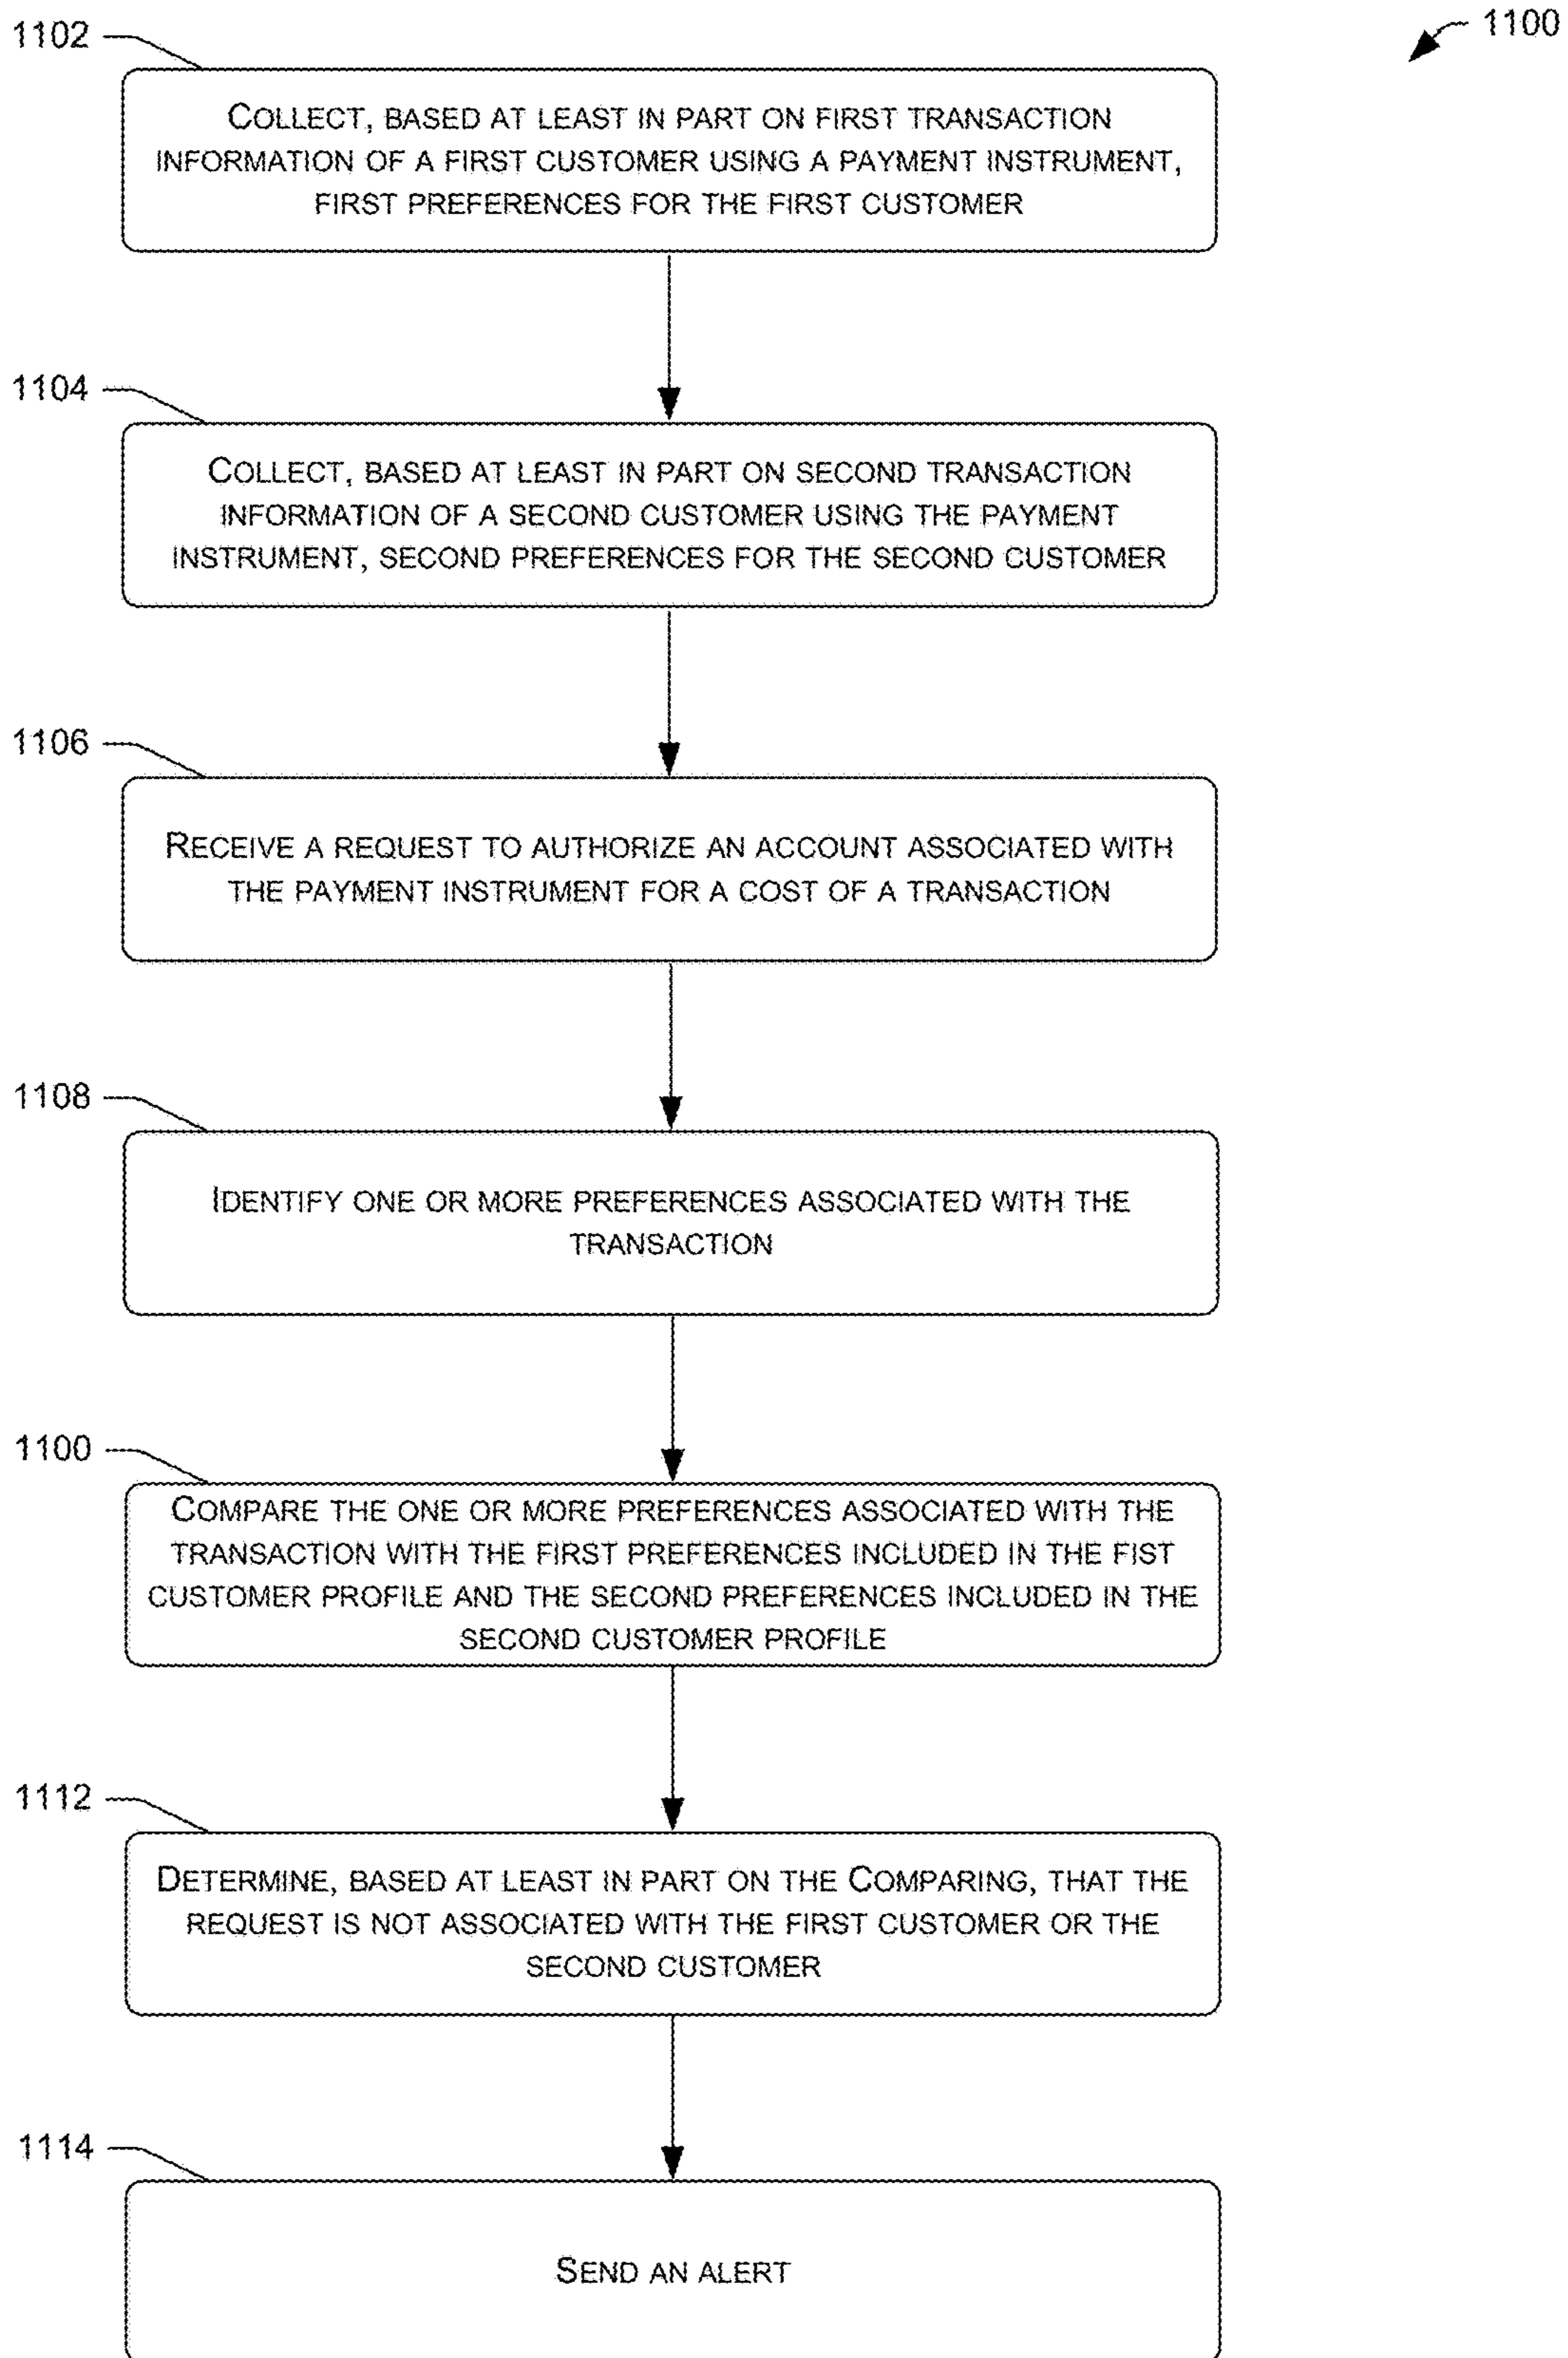 1100
1102
COLLECT, BASED AT LEAST IN PART ON FIRST TRANSACTION
INFORMATION OF A FIRST CUSTOMER USING A PAYMENT INSTRUMENT,
FIRST PREFERENCES FOR THE FIRST CUSTOMER
1104
COLLECT, BASED AT LEAST IN PART ON SECOND TRANSACTION
INFORMATION OF A SECOND CUSTOMER USING THE PAYMENT
INSTRUMENT, SECOND PREFERENCES FOR THE SECOND CUSTOMER
1106
RECEIVE A REQUEST TO AUTHORIZE AN ACCOUNT ASSOCIATED WITH
THE PAYMENT INSTRUMENT FOR A COST OF A TRANSACTION
1108
IDENTIFY ONE OR MORE PREFERENCES ASSOCIATED WITH THE
TRANSACTION
1100
COMPARE THE ONE OR MORE PREFERENCES ASSOCIATED WITH THE
TRANSACTION WITH THE FIRST PREFERENCES INCLUDED IN THE FIST
CUSTOMER PROFILE AND THE SECOND PREFERENCES INCLUDED IN THE
SECOND CUSTOMER PROFILE
1112
DETERMINE, BASED AT LEAST IN PART ON THE COMPARING, THAT THE
REQUEST IS NOT ASSOCIATED WITH THE FIRST CUSTOMER OR THE
SECOND CUSTOMER
1114
SEND AN ALERT